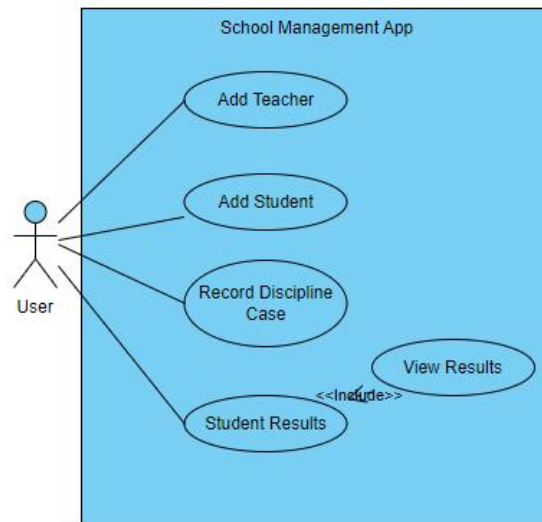 School Management App
Add Teacher
Add Student
User
Record Discipline
Case
View Results
<<Include>>
Student Results